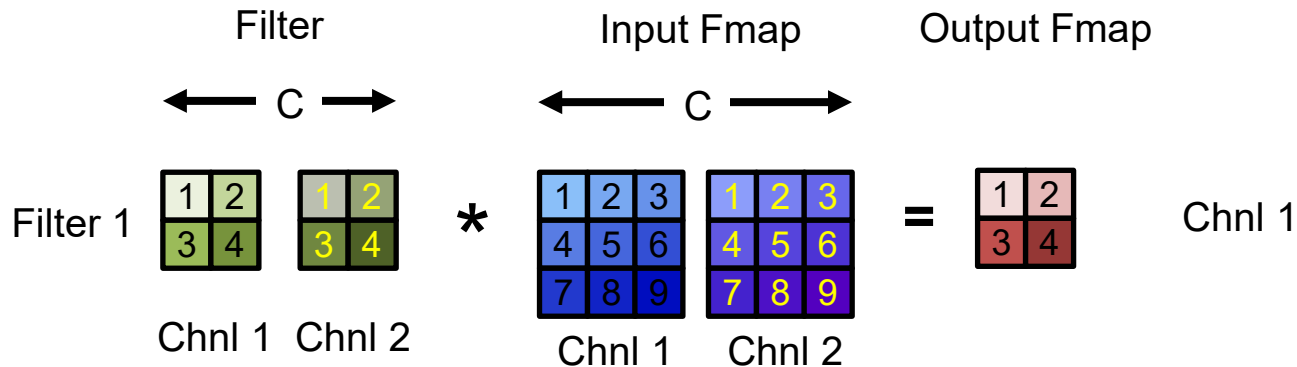 Filter Input Fmap Output Fmap
C C
1 2 1 2 1 2 3 1 2 3 1 2
Filter 1 * = Chnl 1
3 4 3 4 4 5 6 4 5 6 3 4
7 8 9 7 8 9
Chnl 1 Chnl 2 Chnl 1 Chnl 2